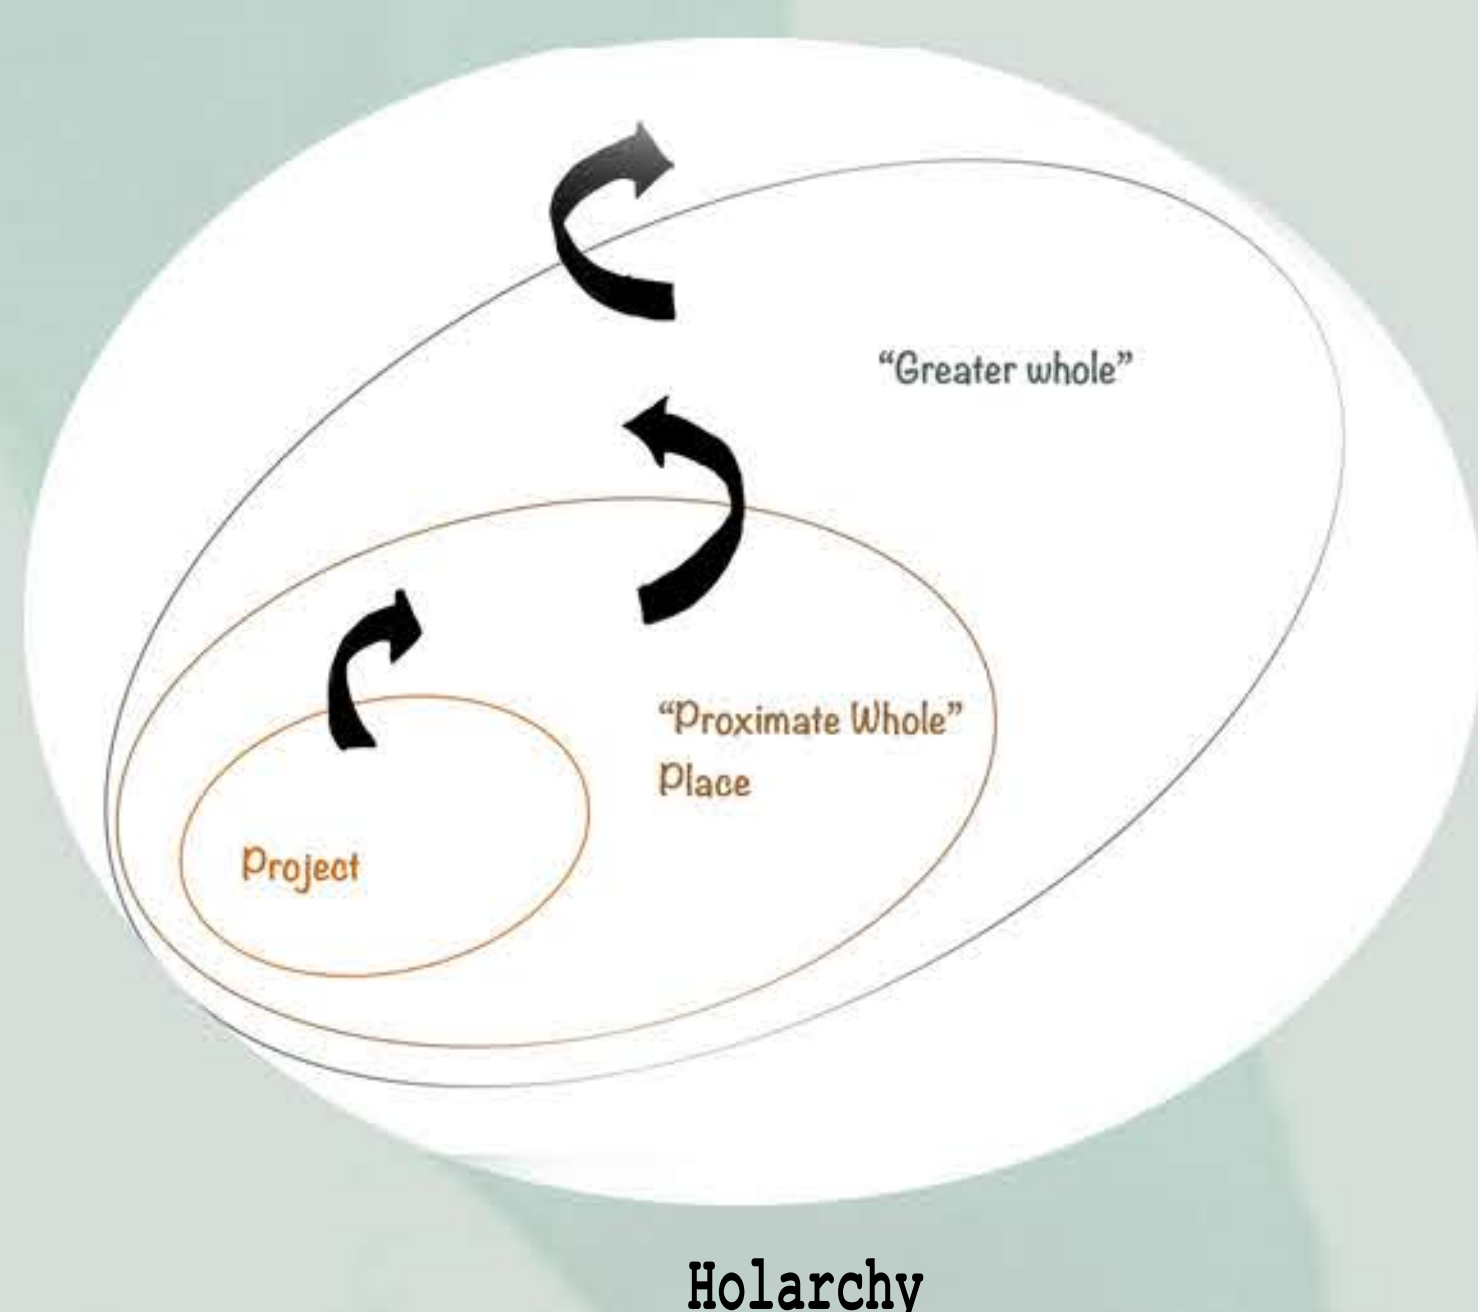 “Greater whole”
“Proximate Whole”
Place
Project
Holarchy